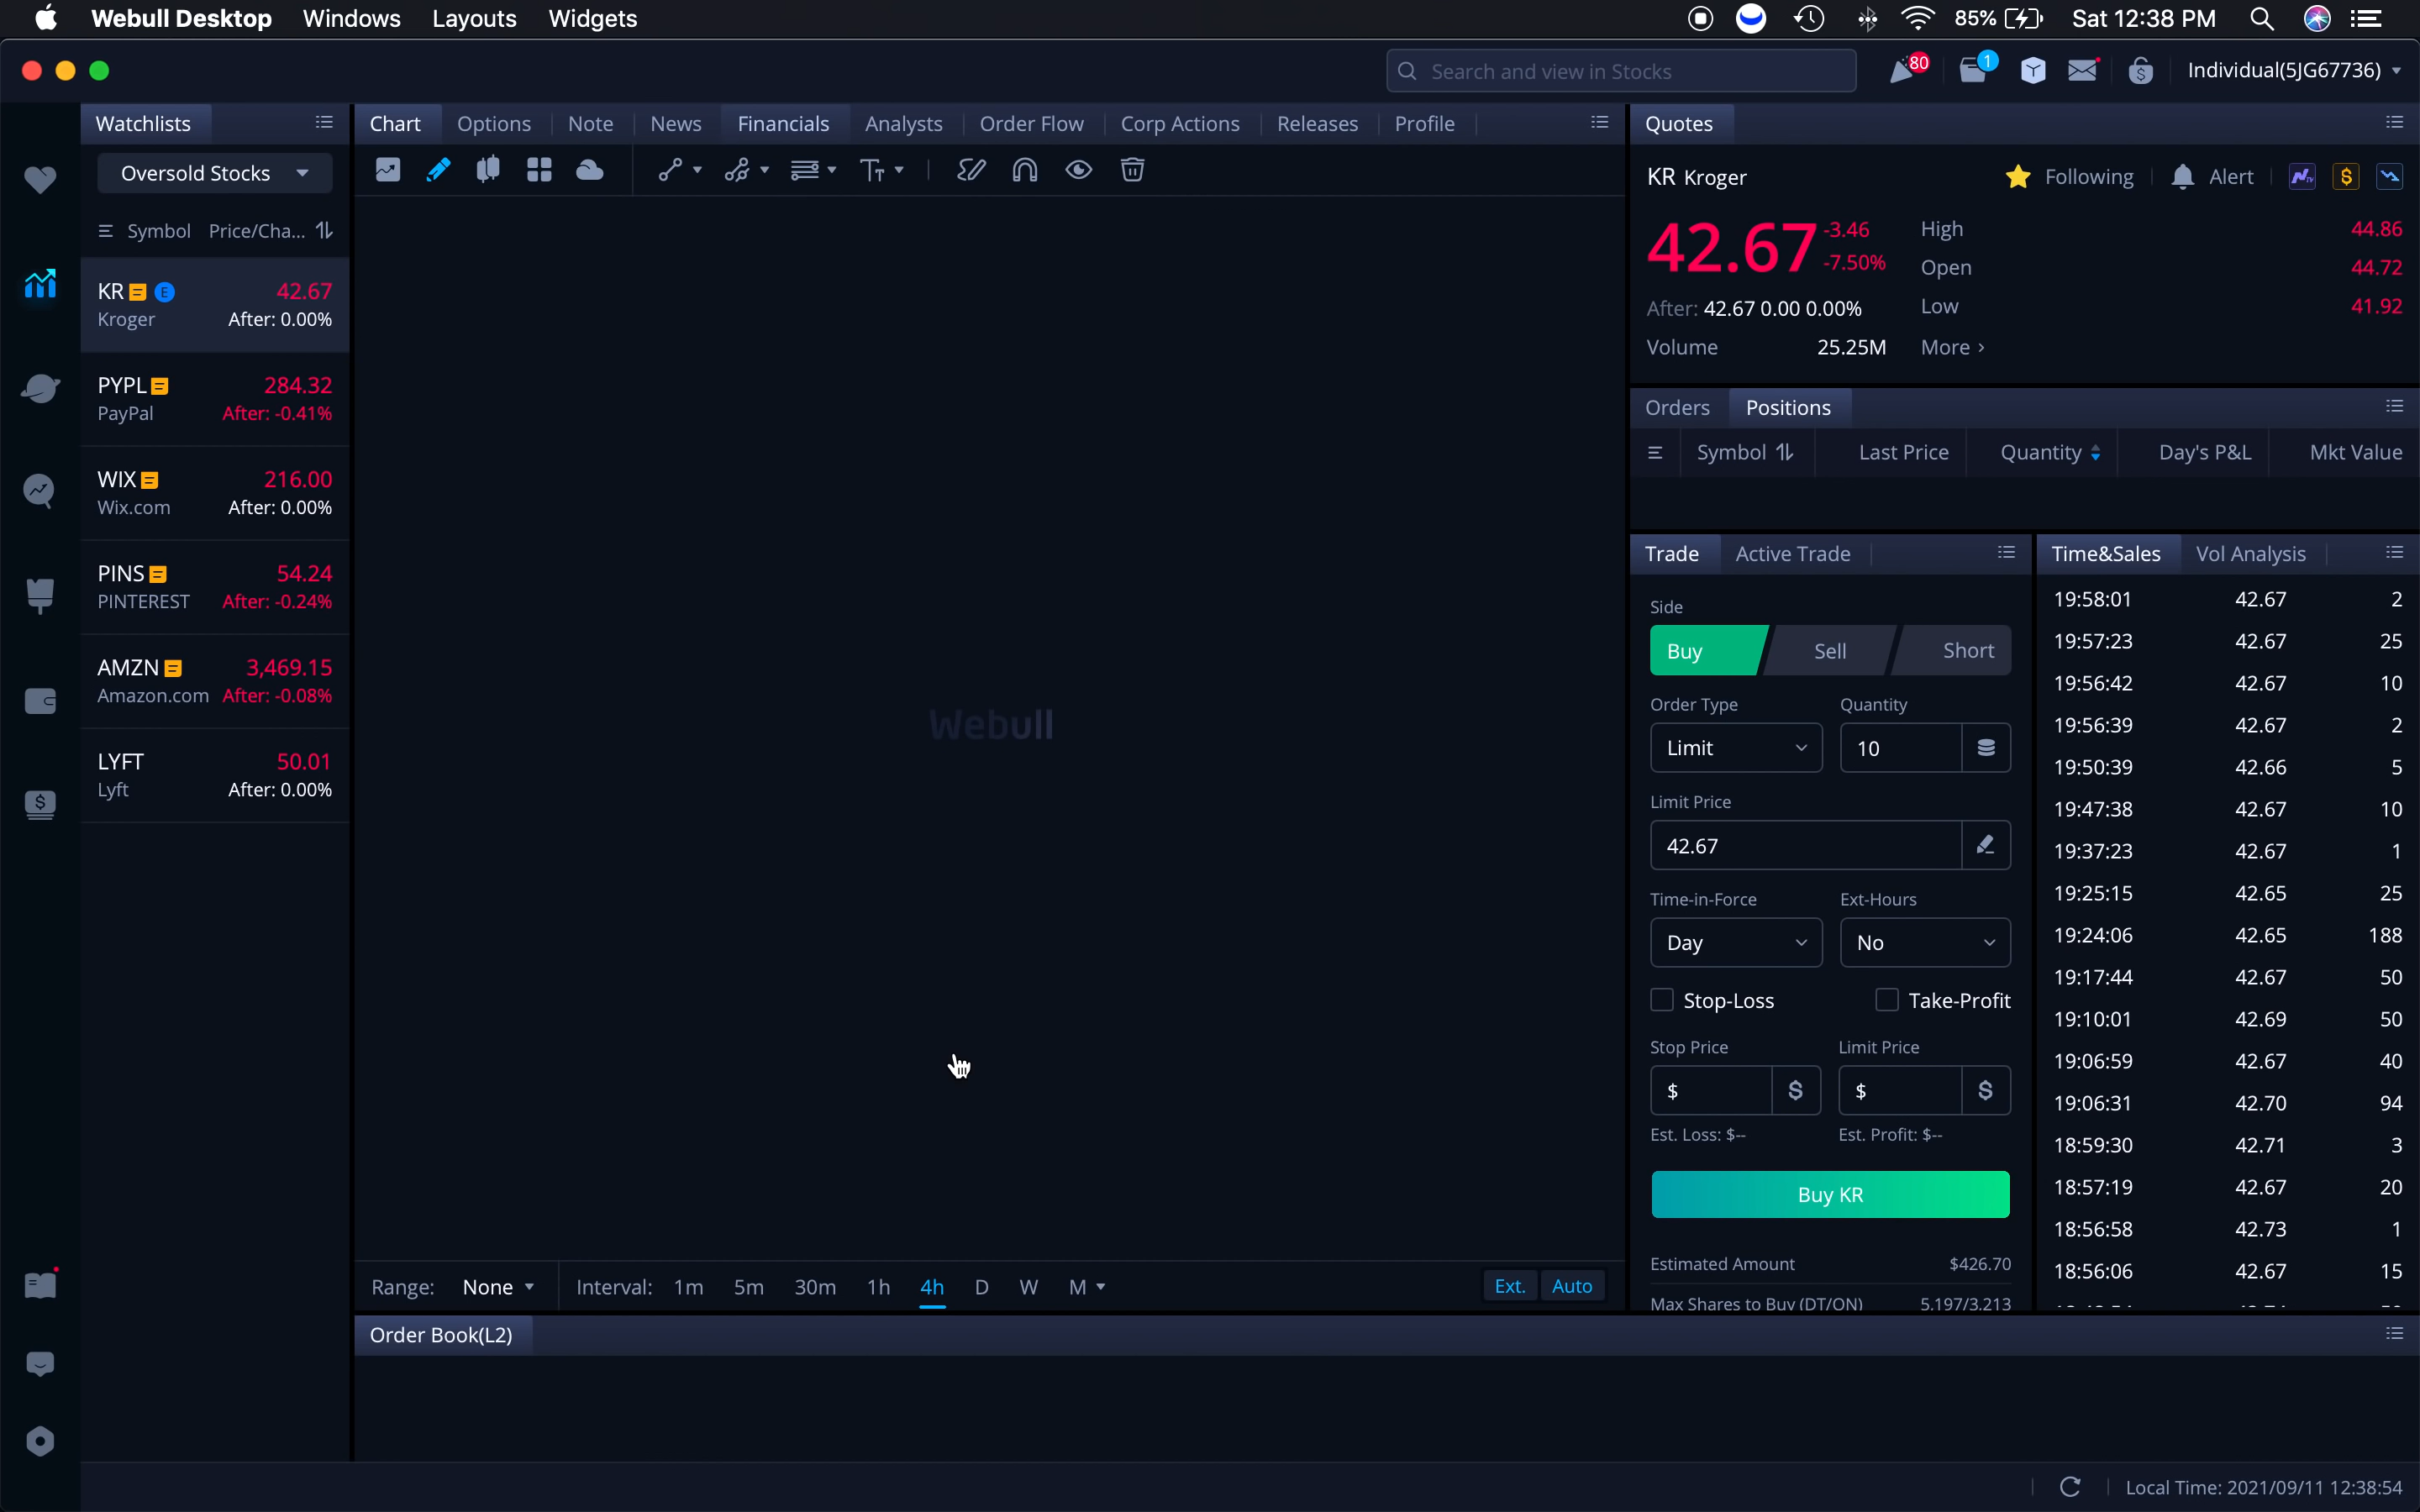 Webull Desktop Windows Layouts Widgets 85% Sat 12:38 PM
Search and view in Stocks 80 1 Individual(5JG67736)
Watchlists
Oversold Stocks
Symbol Price/Cha...
KR E 42.67
Kroger After: 0.00%
PYPL 284.32
PayPal After: -0.41%
WIX 216.00
Wix.com After: 0.00%
PINS 54.24
PINTEREST After: -0.24%
AMZN 3,469.15
Amazon.com After: -0.08%
LYFT 50.01
Lyft After: 0.00%
Chart Options Note News Financials Analysts Order Flow Corp Actions Releases Profile
Webull
Range: None Interval: 1m 5m 30m 1h 4h D W M Ext. Auto
Order Book(L2)
Quotes
KR Kroger Following Alert
42.67 -3.46 High 44.86
-7.50% Open 44.72
After: 42.67 0.00 0.00% Low 41.92
Volume 25.25M More
Orders Positions
Symbol Last Price Quantity Day's P&L Mkt Value
Trade Active Trade
Side
Buy Sell Short
Order Type Quantity
Limit 10
Limit Price
42.67
Time-in-Force Ext-Hours
Day No
Stop-Loss Take-Profit
Stop Price Limit Price
$ $ $ $
Est. Loss: $-- Est. Profit: $--
Buy KR
Estimated Amount $426.70
Max Shares to Buy (DT/ON) 5,197/3,213
Time&Sales Vol Analysis
19:58:01 42.67 2
19:57:23 42.67 25
19:56:42 42.67 10
19:56:39 42.67 2
19:50:39 42.66 5
19:47:38 42.67 10
19:37:23 42.67 1
19:25:15 42.65 25
19:24:06 42.65 188
19:17:44 42.67 50
19:10:01 42.69 50
19:06:59 42.67 40
19:06:31 42.70 94
18:59:30 42.71 3
18:57:19 42.67 20
18:56:58 42.73 1
18:56:06 42.67 15
Local Time: 2021/09/11 12:38:54